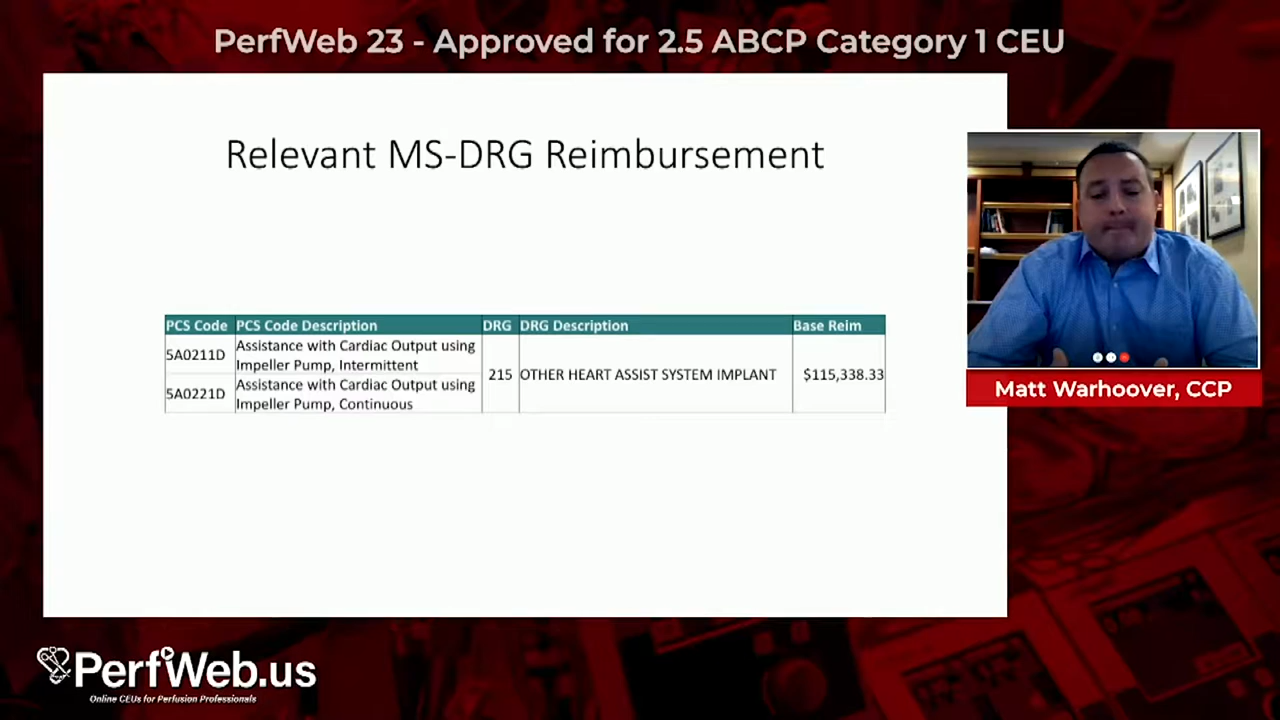 PerfWeb 23 - Approved for 2.5 ABCP Category 1 CEU
Relevant MS-DRG Reimbursement
PCS Code PCS Code Description DRG DRG Description Base Reim
5A0211D Assistance with Cardiac Output using Impeller Pump, Intermittent
5A0221D Assistance with Cardiac Output using Impeller Pump, Continuous
215 OTHER HEART ASSIST SYSTEM IMPLANT $115,338.33
Matt Warhoover, CCP
PerfWeb.us
Online CEUs for Perfusion Professionals